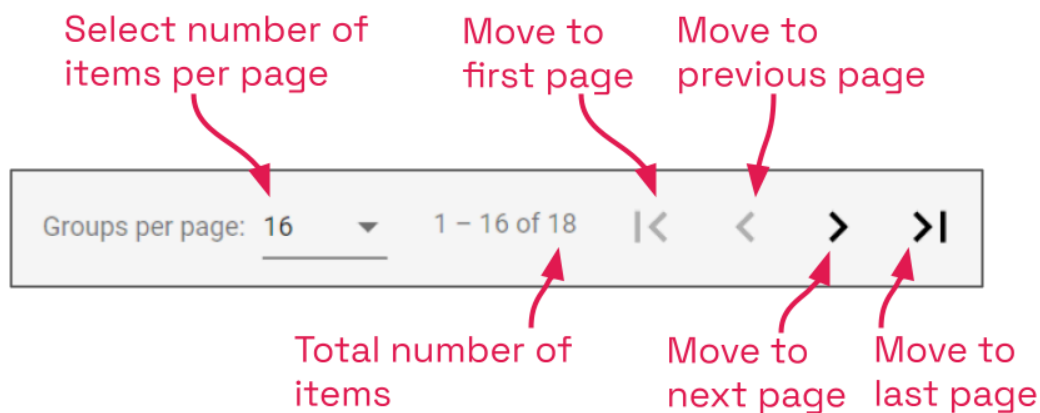 Select number of
items per page
Move to
first page
Move to
previous page
Groups per page: 16
1 – 16 of 18
Total number of
items
Move to
next page
Move to
last page